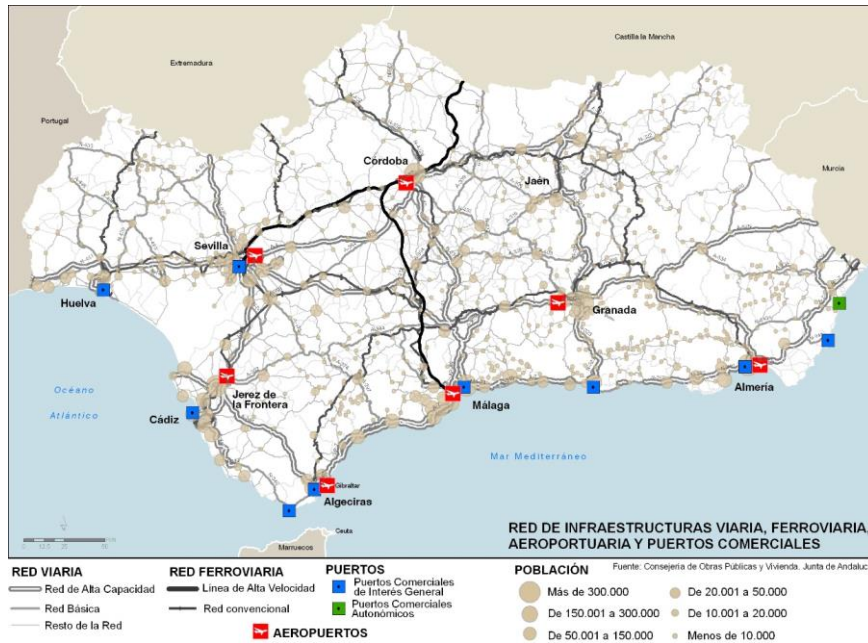 Castilla la Mancha
Extremadura
Portugal
Murcia
Córdoba
Jaén
Sevilla
Huelva
Granada
Océano
Atlántico
Jerez de
la Frontera
Cádiz
Málaga
Almería
Mar Mediterráneo
Gibraltar
Algeciras
Ceuta
Marruecos
RED DE INFRAESTRUCTURAS VIARIA, FERROVIARIA,
AEROPORTUARIA Y PUERTOS COMERCIALES
Fuente: Consejería de Obras Públicas y Vivienda. Junta de Andaluc
RED VIARIA
Red de Alta Capacidad
Red Básica
Resto de la Red
RED FERROVIARIA
Línea de Alta Velocidad
Red convencional
AEROPUERTOS
PUERTOS
Puertos Comerciales
de Interés General
Puertos Comerciales
Autonómicos
POBLACIÓN
Más de 300.000
De 150.001 a 300.000
De 50.001 a 150.000
De 20.001 a 50.000
De 10.001 a 20.000
Menos de 10.000